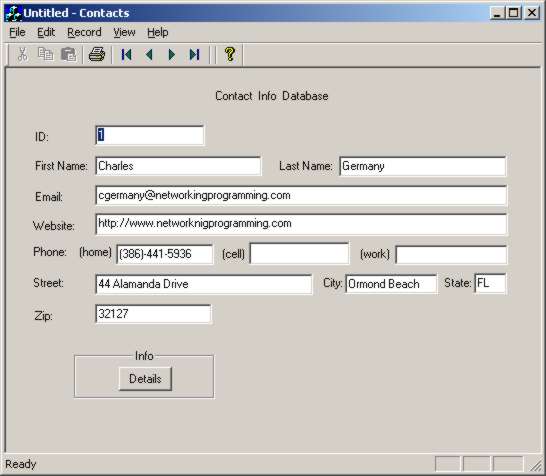 Untitled - Contacts
File Edit Record View Help
?
Contact Info Database
ID: 1
First Name: Charles Last Name: Germany
Email: cgermany@networkingprogramming.com
Website: http://www.networknigprogramming.com
Phone: (home) (386)-441-5936 (cell) (work)
Street: 44 Alamanda Drive City: Ormond Beach State: FL
Zip: 32127
Info
Details
Ready